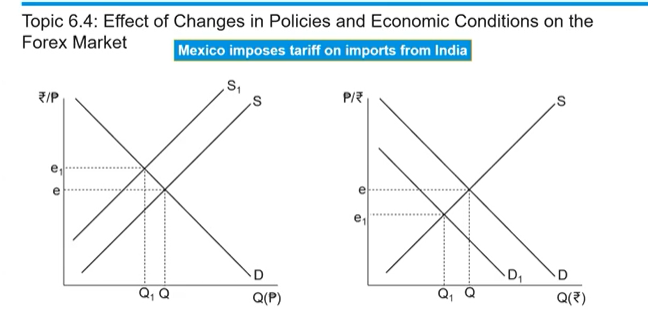 Topic 6.4: Effect of Changes in Policies and Economic Conditions on the
Forex Market
Mexico imposes tariff on imports from India
₹/₱
S₁
S
e₁
e
D
Q₁ Q
Q(₱)
₱/₹
S
e
e₁
D₁
D
Q₁ Q
Q(₹)